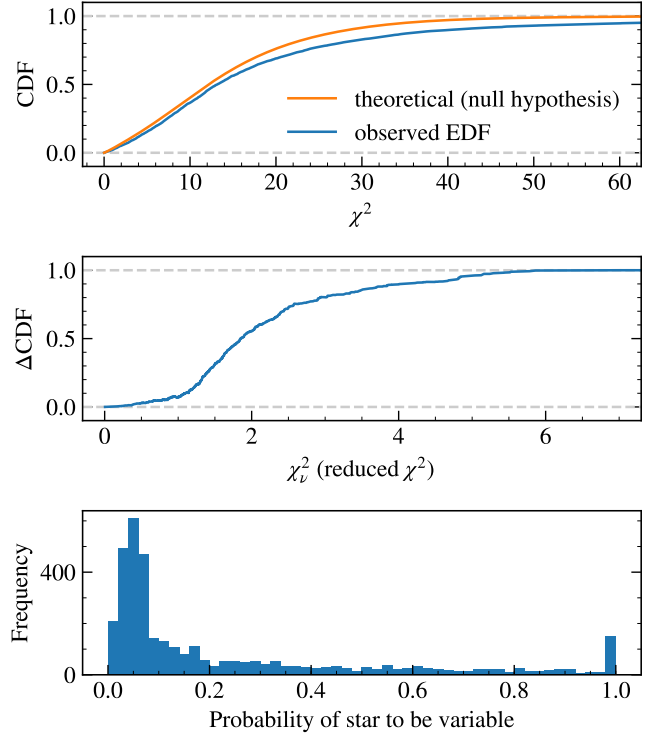 1.0
0.5
0.0
CDF
theoretical (null hypothesis)
observed EDF
0 10 20 30 40 50 60
χ²
1.0
0.5
0.0
ΔCDF
0 2 4 6
χ²ᵥ (reduced χ²)
400
0
Frequency
0.0 0.2 0.4 0.6 0.8 1.0
Probability of star to be variable